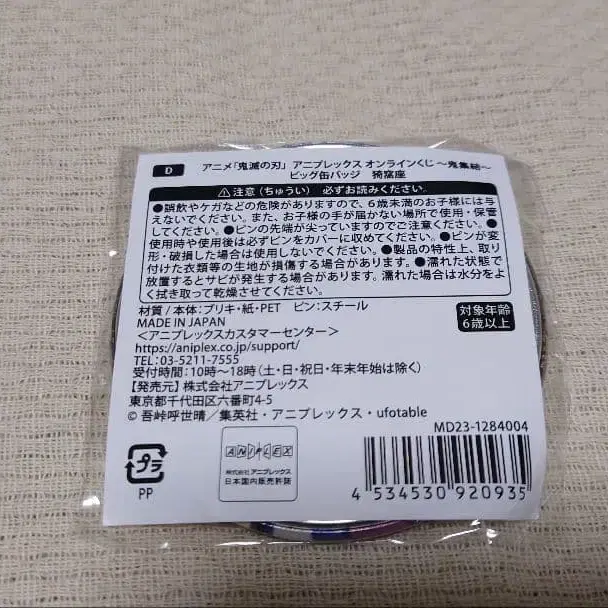 D
アニメ「鬼滅の刃」 アニプレックス オンラインくじ ～鬼集結～
ビッグ缶バッジ 猗窩座
⚠注意（ちゅうい） 必ずお読みください。
●誤飲やケガなどの危険がありますので、6歳未満のお子様には与
えないでください。また、お子様の手が届かない場所で使用・保管
してください。●ピンの先端が尖っていますのでご注意ください。●
使用時や使用後は必ずピンをカバーに収めてください。●ピンが変
形・破損した場合は使用しないでください。●製品の特性上、取り
付けた衣類等の生地が損傷する場合があります。●濡れた状態で
放置するとサビが発生する場合があります。濡れた場合は水分をよ
く拭き取って乾燥させてください。
材質／本体：ブリキ・紙・PET ピン：スチール
MADE IN JAPAN
＜アニプレックスカスタマーセンター＞
https://aniplex.co.jp/support/
TEL：03-5211-7555
受付時間：10時～18時（土・日・祝日・年末年始は除く）
【発売元】株式会社アニプレックス
東京都千代田区六番町4-5
© 吾峠呼世晴／集英社・アニプレックス・ufotable
対象年齢
6歳以上
MD23-1284004
プラ
PP
ANIPLEX
株式会社アニプレックス
日本国内販売許諾
4 534530 920935